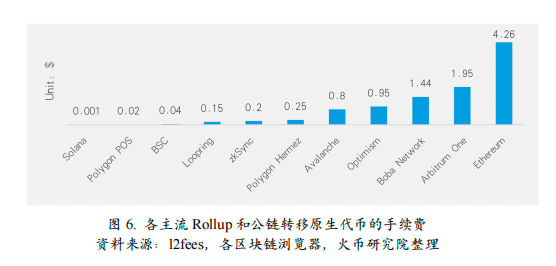 Unit: $
0.001 0.02 0.04 0.15 0.2 0.25 0.8 0.95 1.44 1.95 4.26
Solana Polygon POS BSC Loopring zkSync Polygon Hermez Avalanche Optimism Boba Network Arbitrum One Ethereum
图 6. 各主流 Rollup 和公链转移原生代币的手续费
资料来源：l2fees，各区块链浏览器，火币研究院整理